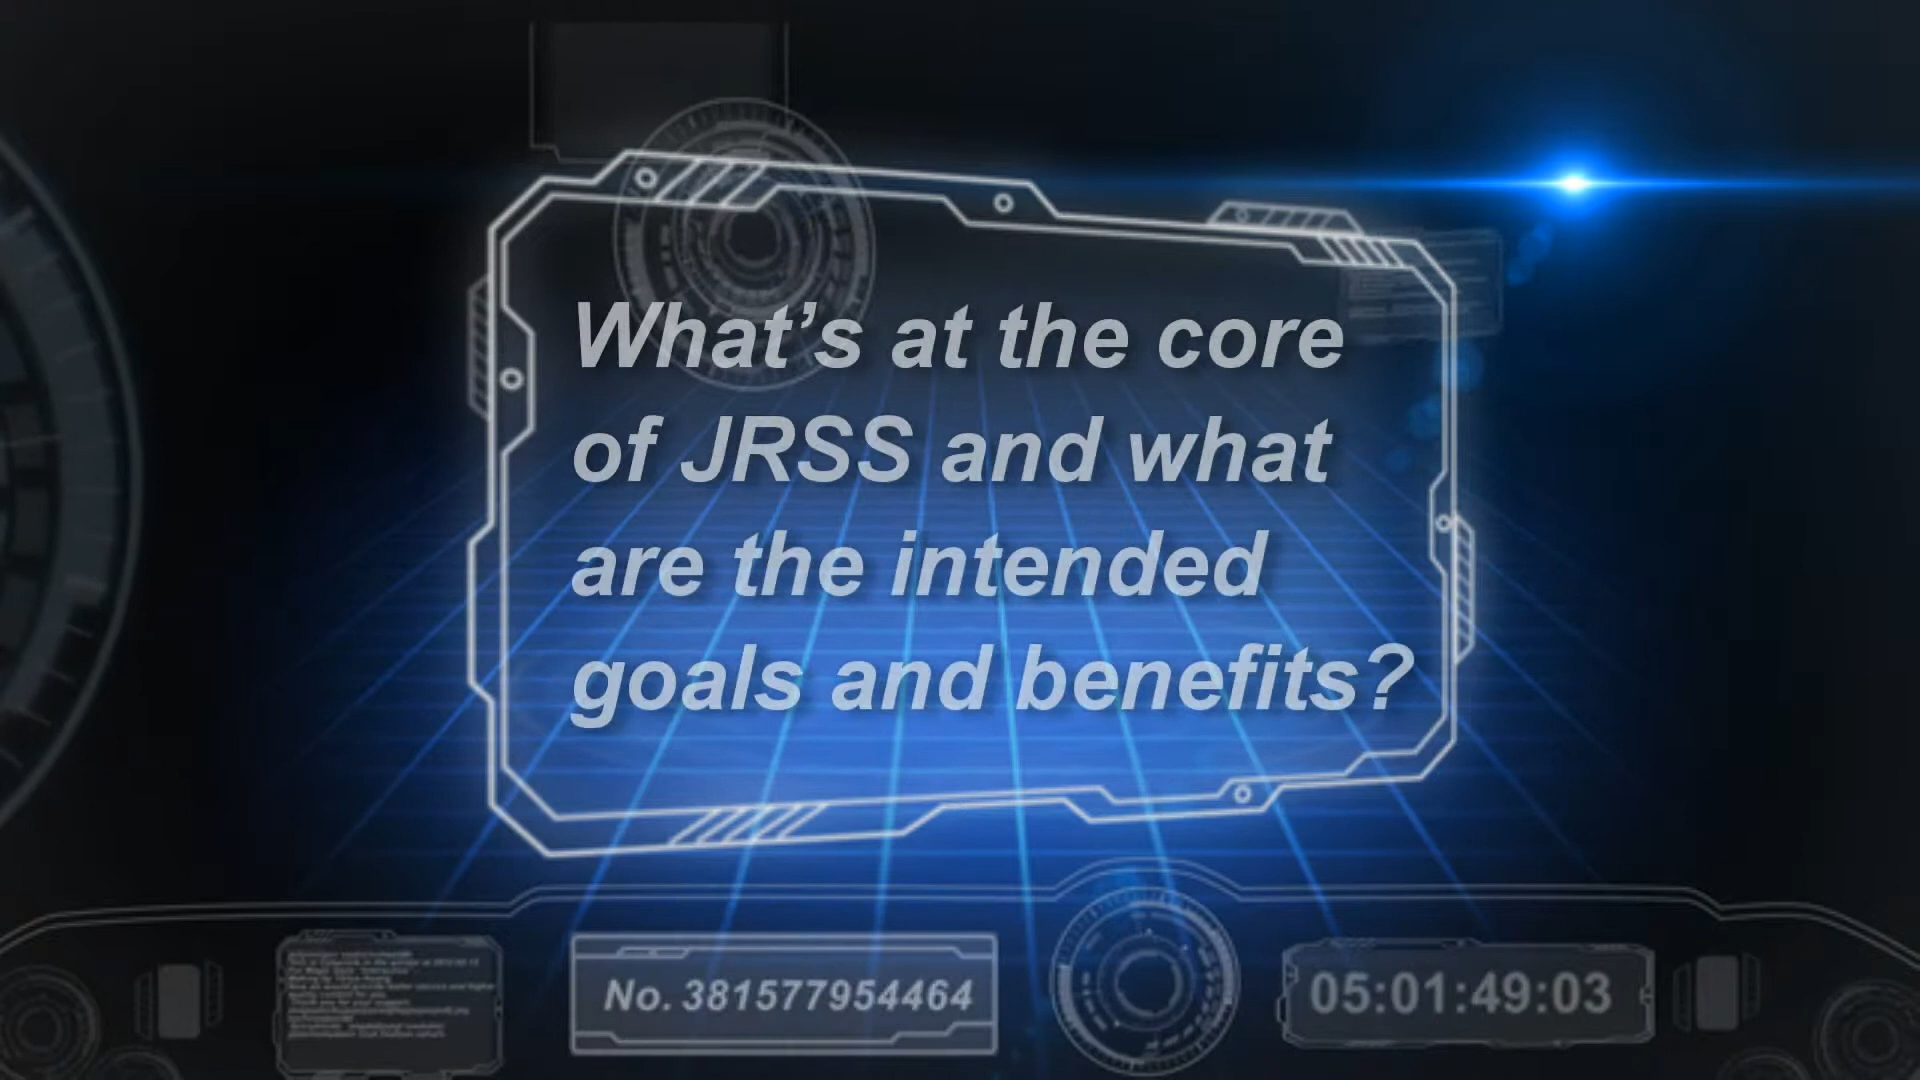 What’s at the core
of JRSS and what
are the intended
goals and benefits?
No. 381577954464
05:01:49:03